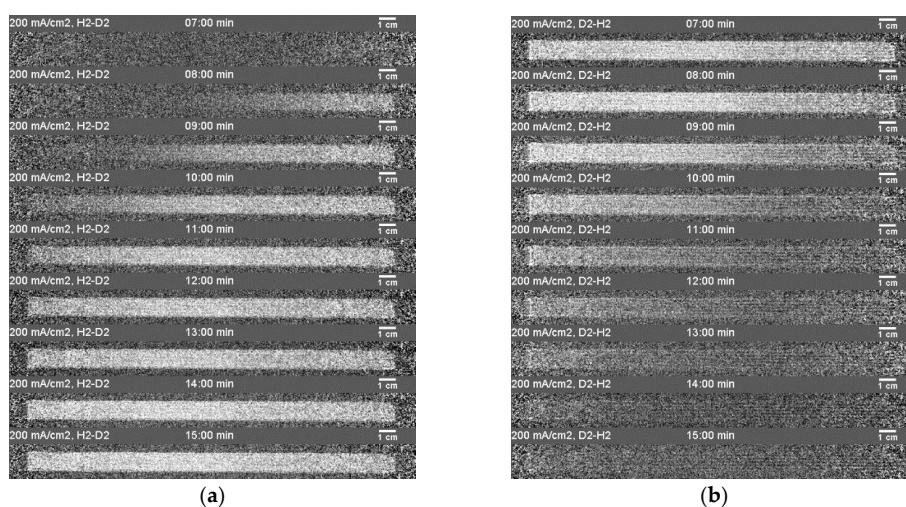 200 mA/cm2, H2-D2 07:00 min 1 cm
200 mA/cm2, H2-D2 08:00 min 1 cm
200 mA/cm2, H2-D2 09:00 min 1 cm
200 mA/cm2, H2-D2 10:00 min 1 cm
200 mA/cm2, H2-D2 11:00 min 1 cm
200 mA/cm2, H2-D2 12:00 min 1 cm
200 mA/cm2, H2-D2 13:00 min 1 cm
200 mA/cm2, H2-D2 14:00 min 1 cm
200 mA/cm2, H2-D2 15:00 min 1 cm
(a)
200 mA/cm2, D2-H2 07:00 min 1 cm
200 mA/cm2, D2-H2 08:00 min 1 cm
200 mA/cm2, D2-H2 09:00 min 1 cm
200 mA/cm2, D2-H2 10:00 min 1 cm
200 mA/cm2, D2-H2 11:00 min 1 cm
200 mA/cm2, D2-H2 12:00 min 1 cm
200 mA/cm2, D2-H2 13:00 min 1 cm
200 mA/cm2, D2-H2 14:00 min 1 cm
200 mA/cm2, D2-H2 15:00 min 1 cm
(b)